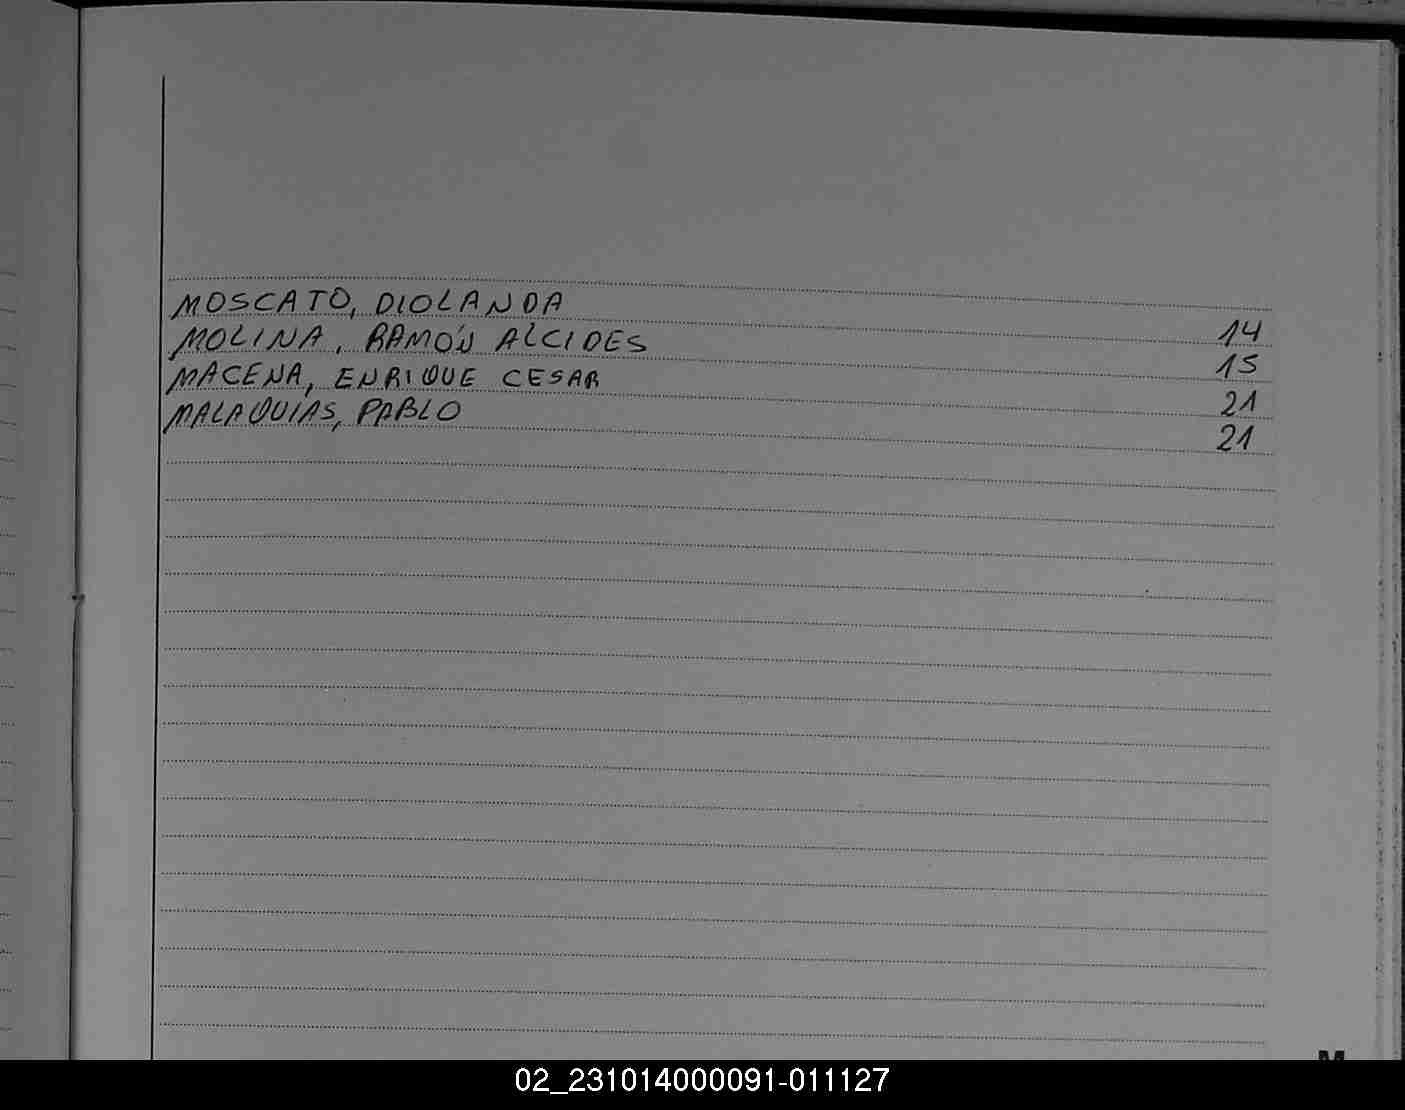 MOSCATO, DIOLANDA 14
MOLINA, RAMÓN ALCIDES 15
MACENA, ENRIQUE CESAR 21
MALAQUIAS, PABLO 21
M
02_231014000091-011127